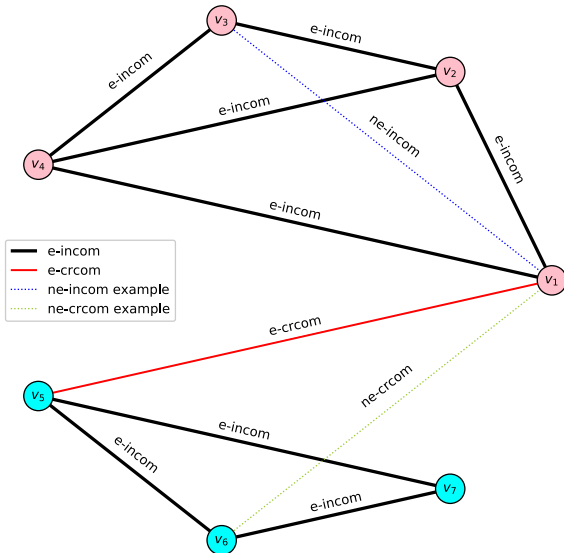 v3
e-incom
v2
e-incom
e-incom
ne-incom
e-incom
v4
e-incom
e-incom
e-crcom
ne-incom example
ne-crcom example
v1
e-crcom
ne-crcom
v5
e-incom
e-incom
v7
e-incom
v6